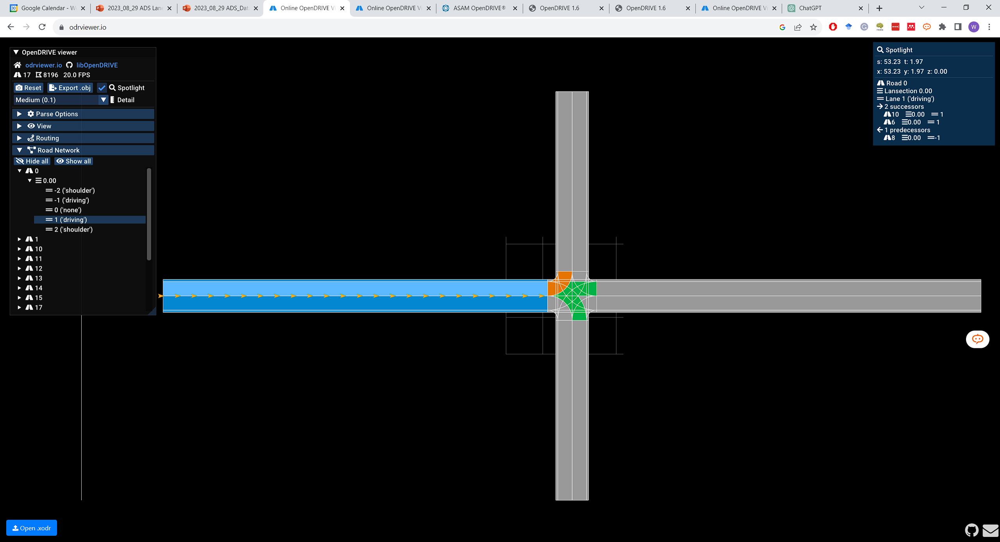 Google Calendar - W
2023_08_29 ADS Lane
2023_08_29 ADS_Dat
Online OpenDRIVE Vi
Online OpenDRIVE Vi
ASAM OpenDRIVE®
OpenDRIVE 1.6
OpenDRIVE 1.6
Online OpenDRIVE Vi
ChatGPT
odrviewer.io
W
OpenDRIVE viewer
odrviewer.io libOpenDRIVE
17 8196 20.0 FPS
Reset Export .obj Spotlight
Medium (0.1) Detail
Parse Options
View
Routing
Road Network
Hide all Show all
0
0.00
-2 ('shoulder')
-1 ('driving')
0 ('none')
1 ('driving')
2 ('shoulder')
1
10
11
12
13
14
15
17
Spotlight
s: 53.23 t: 1.97
x: 53.23 y: 1.97 z: 0.00
Road 0
Lansection 0.00
Lane 1 ('driving')
2 successors
10 0.00 1
6 0.00 1
1 predecessors
8 0.00 -1
Open .xodr